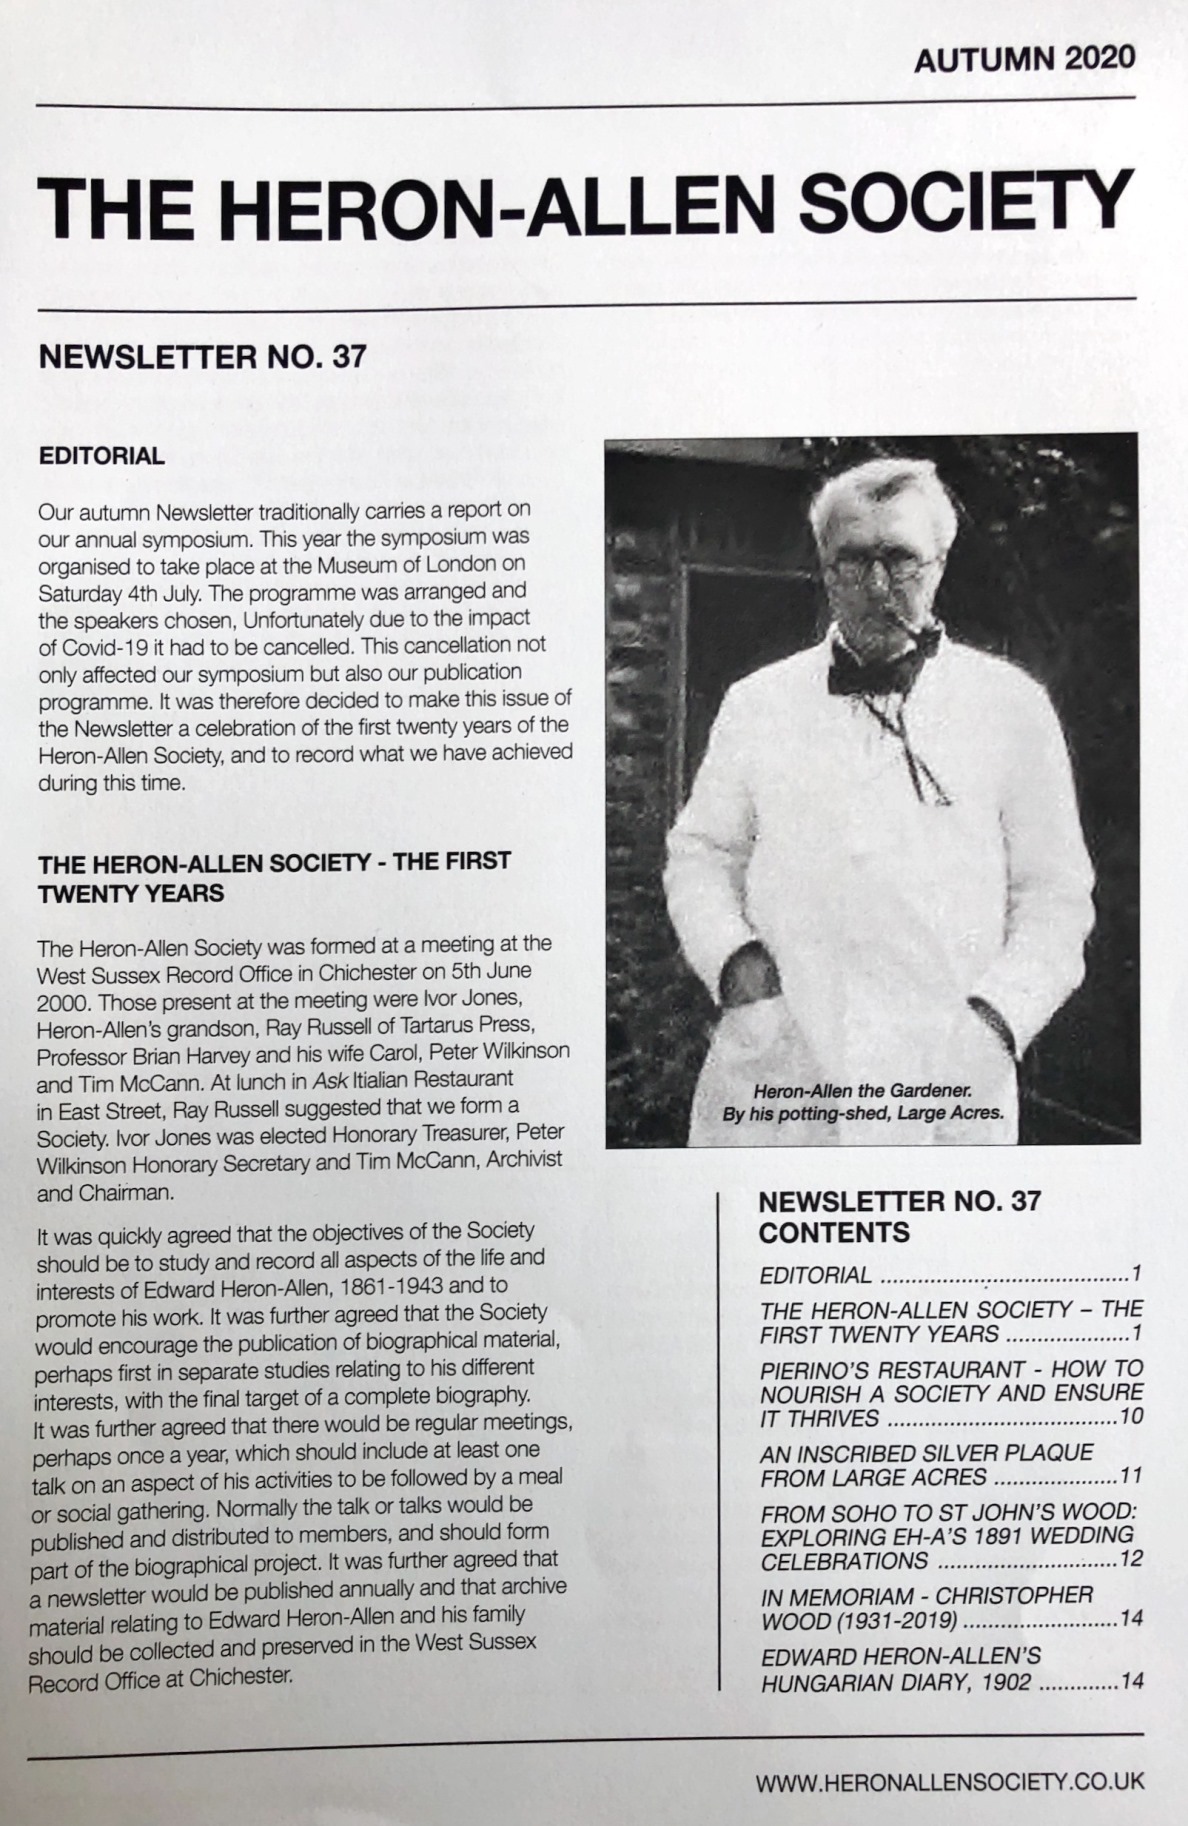 AUTUMN 2020
THE HERON-ALLEN SOCIETY
NEWSLETTER NO. 37
EDITORIAL
Our autumn Newsletter traditionally carries a report on
our annual symposium. This year the symposium was
organised to take place at the Museum of London on
Saturday 4th July. The programme was arranged and
the speakers chosen, Unfortunately due to the impact
of Covid-19 it had to be cancelled. This cancellation not
only affected our symposium but also our publication
programme. It was therefore decided to make this issue of
the Newsletter a celebration of the first twenty years of the
Heron-Allen Society, and to record what we have achieved
during this time.
THE HERON-ALLEN SOCIETY - THE FIRST
TWENTY YEARS
The Heron-Allen Society was formed at a meeting at the
West Sussex Record Office in Chichester on 5th June
2000. Those present at the meeting were Ivor Jones,
Heron-Allen's grandson, Ray Russell of Tartarus Press,
Professor Brian Harvey and his wife Carol, Peter Wilkinson
and Tim McCann. At lunch in Ask Itialian Restaurant
in East Street, Ray Russell suggested that we form a
Society. Ivor Jones was elected Honorary Treasurer, Peter
Wilkinson Honorary Secretary and Tim McCann, Archivist
and Chairman.
It was quickly agreed that the objectives of the Society
should be to study and record all aspects of the life and
interests of Edward Heron-Allen, 1861-1943 and to
promote his work. It was further agreed that the Society
would encourage the publication of biographical material,
perhaps first in separate studies relating to his different
interests, with the final target of a complete biography.
It was further agreed that there would be regular meetings,
perhaps once a year, which should include at least one
talk on an aspect of his activities to be followed by a meal
or social gathering. Normally the talk or talks would be
published and distributed to members, and should form
part of the biographical project. It was further agreed that
a newsletter would be published annually and that archive
material relating to Edward Heron-Allen and his family
should be collected and preserved in the West Sussex
Record Office at Chichester.
Heron-Allen the Gardener.
By his potting-shed, Large Acres.
NEWSLETTER NO. 37
CONTENTS
EDITORIAL ......................................1
THE HERON-ALLEN SOCIETY – THE
FIRST TWENTY YEARS ...................1
PIERINO'S RESTAURANT - HOW TO
NOURISH A SOCIETY AND ENSURE
IT THRIVES ...................................10
AN INSCRIBED SILVER PLAQUE
FROM LARGE ACRES ...................11
FROM SOHO TO ST JOHN'S WOOD:
EXPLORING EH-A'S 1891 WEDDING
CELEBRATIONS ...........................12
IN MEMORIAM - CHRISTOPHER
WOOD (1931-2019) ..........................14
EDWARD HERON-ALLEN'S
HUNGARIAN DIARY, 1902 .............14
WWW.HERONALLENSOCIETY.CO.UK